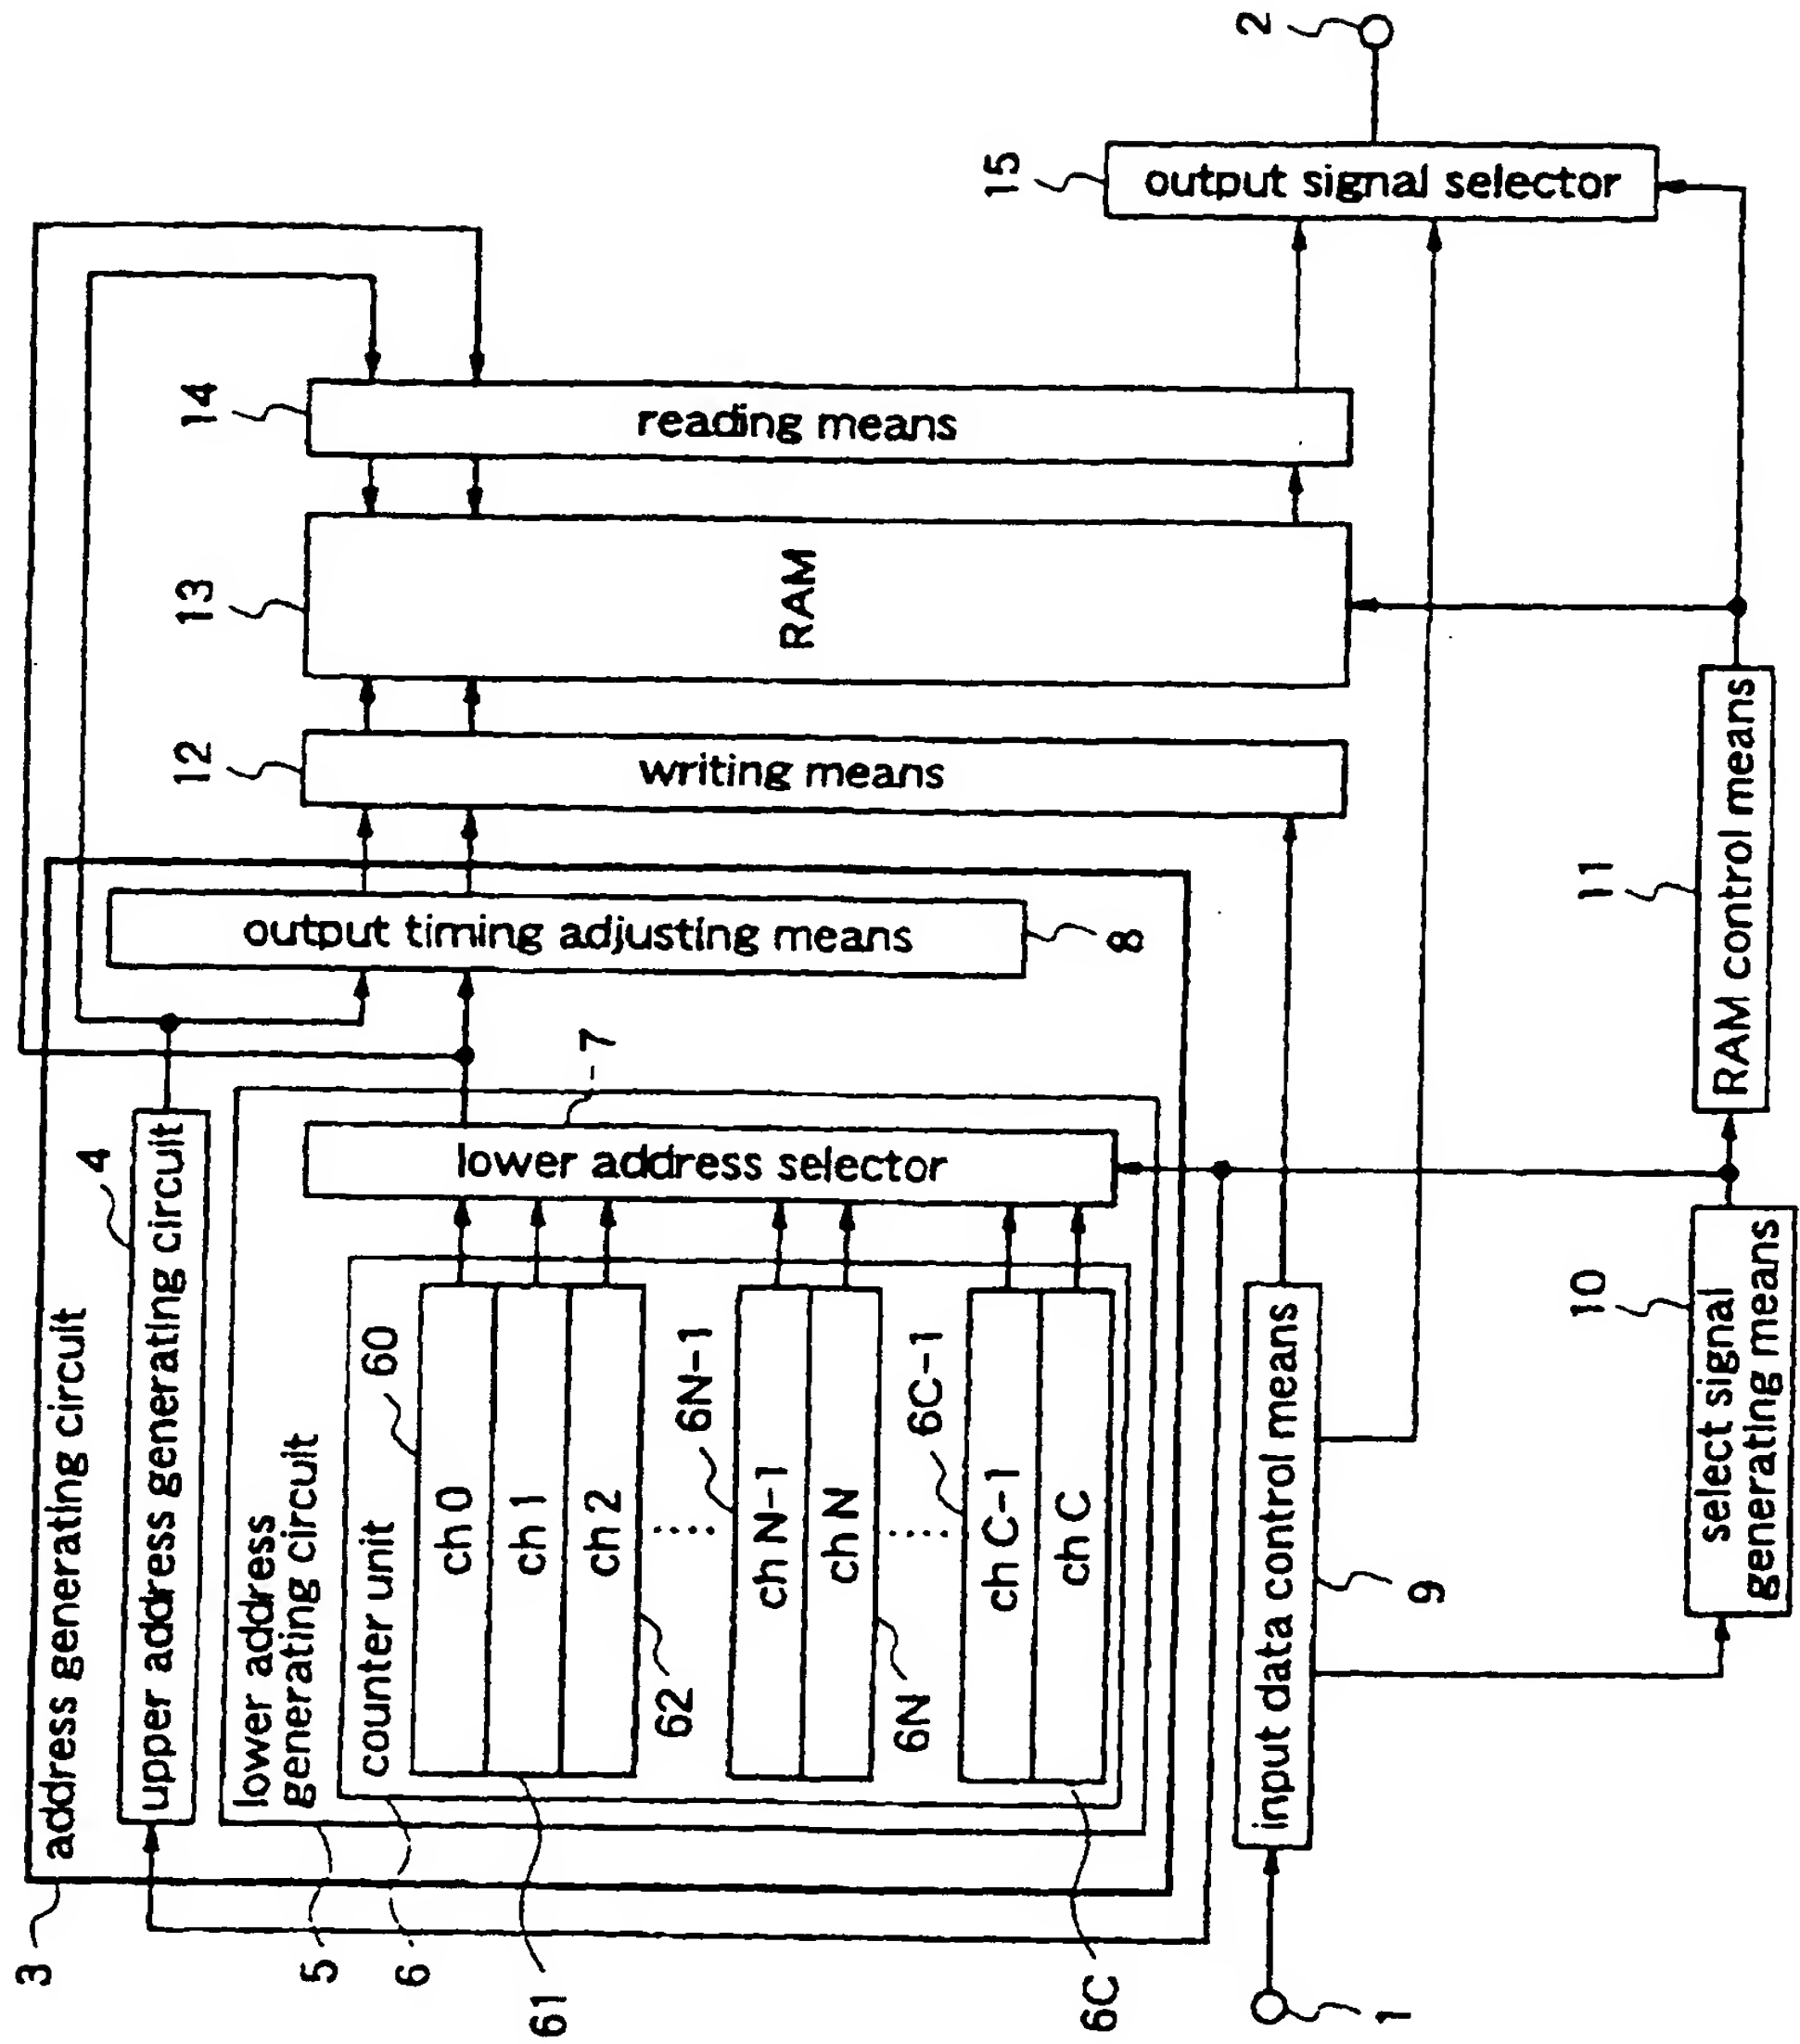 3
address generating circuit
4
upper address generating circuit
5
lower address
generating circuit
6
counter unit
60
ch 0
61
ch 1
62
ch 2
6N-1
ch N-1
6N
ch N
6C-1
ch C-1
6C
ch C
7
lower address selector
8
output timing adjusting means
12
writing means
13
RAM
14
reading means
1
9
input data control means
10
select signal
generating means
11
RAM control means
15
output signal selector
2